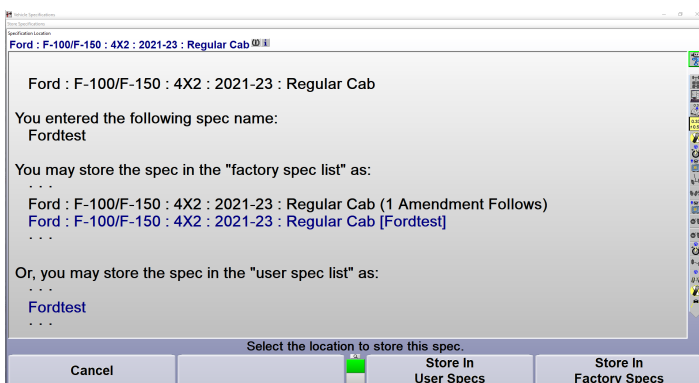 Vehicle Specifications
Store Specifications
Specification Location
Ford : F-100/F-150 : 4X2 : 2021-23 : Regular Cab
Ford : F-100/F-150 : 4X2 : 2021-23 : Regular Cab
You entered the following spec name:
Fordtest
You may store the spec in the "factory spec list" as:
. . .
Ford : F-100/F-150 : 4X2 : 2021-23 : Regular Cab (1 Amendment Follows)
Ford : F-100/F-150 : 4X2 : 2021-23 : Regular Cab [Fordtest]
. . .
Or, you may store the spec in the "user spec list" as:
. . .
Fordtest
. . .
Select the location to store this spec.
Cancel
Store In
User Specs
Store In
Factory Specs